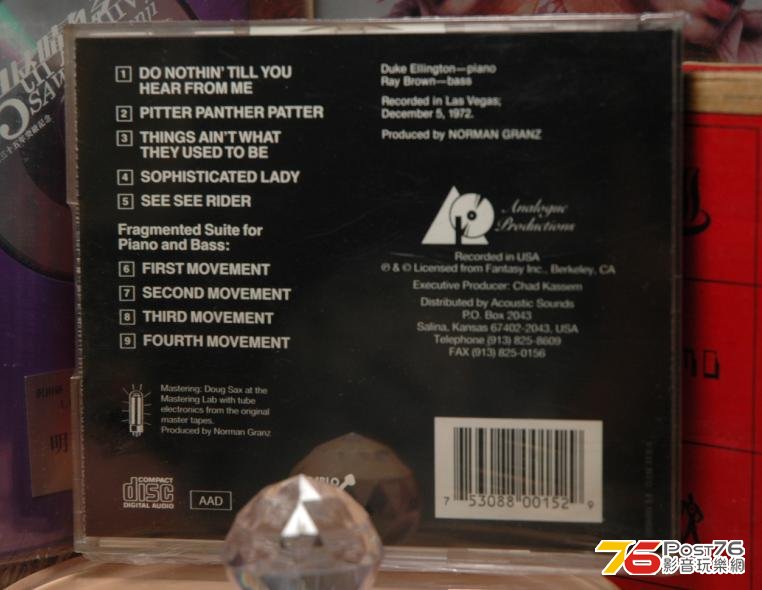 1 DO NOTHIN' TILL YOU
HEAR FROM ME
2 PITTER PANTHER PATTER
3 THINGS AIN'T WHAT
THEY USED TO BE
4 SOPHISTICATED LADY
5 SEE SEE RIDER
Fragmented Suite for
Piano and Bass:
6 FIRST MOVEMENT
7 SECOND MOVEMENT
8 THIRD MOVEMENT
9 FOURTH MOVEMENT
Mastering: Doug Sax at the
Mastering Lab with tube
electronics from the original
master tapes.
Produced by Norman Granz
COMPACT
disc
DIGITAL AUDIO
AAD
Duke Ellington—piano
Ray Brown—bass
Recorded in Las Vegas;
December 5, 1972.
Produced by NORMAN GRANZ
Analogue
Productions
Recorded in USA
℗ & © Licensed from Fantasy Inc., Berkeley, CA
Executive Producer: Chad Kassem
Distributed by Acoustic Sounds
P.O. Box 2043
Salina, Kansas 67402-2043, USA
Telephone (913) 825-8609
FAX (913) 825-0156
7 53088 00152 9
明
76 Post76
影音玩樂網